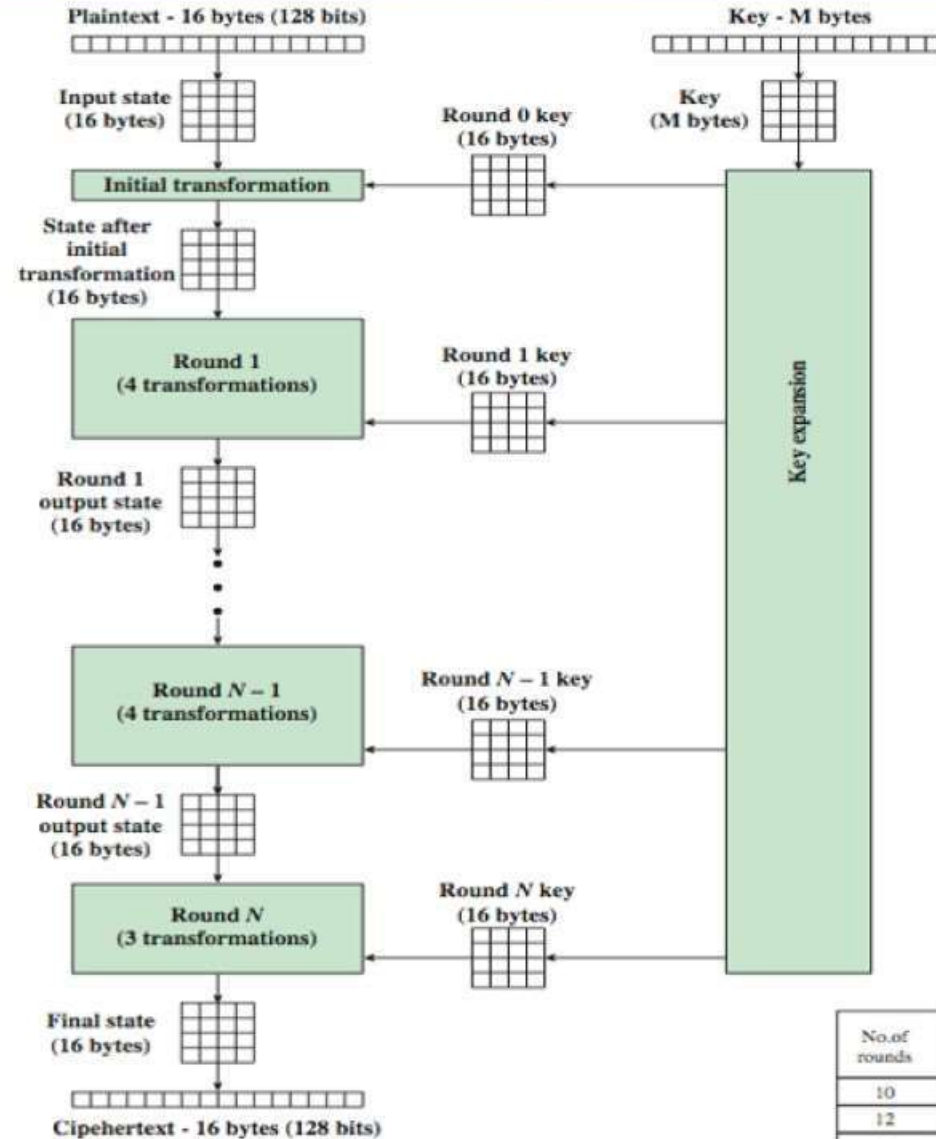 Plaintext - 16 bytes (128 bits)
Key - M bytes
Input state
(16 bytes)
Key
(M bytes)
Round 0 key
(16 bytes)
Initial transformation
State after
initial
transformation
(16 bytes)
Round 1
(4 transformations)
Round 1 key
(16 bytes)
Key expansion
Round 1
output state
(16 bytes)
Round N – 1
(4 transformations)
Round N – 1 key
(16 bytes)
Round N – 1
output state
(16 bytes)
Round N
(3 transformations)
Round N key
(16 bytes)
Final state
(16 bytes)
No.of
rounds
10
12
Cipehertext - 16 bytes (128 bits)